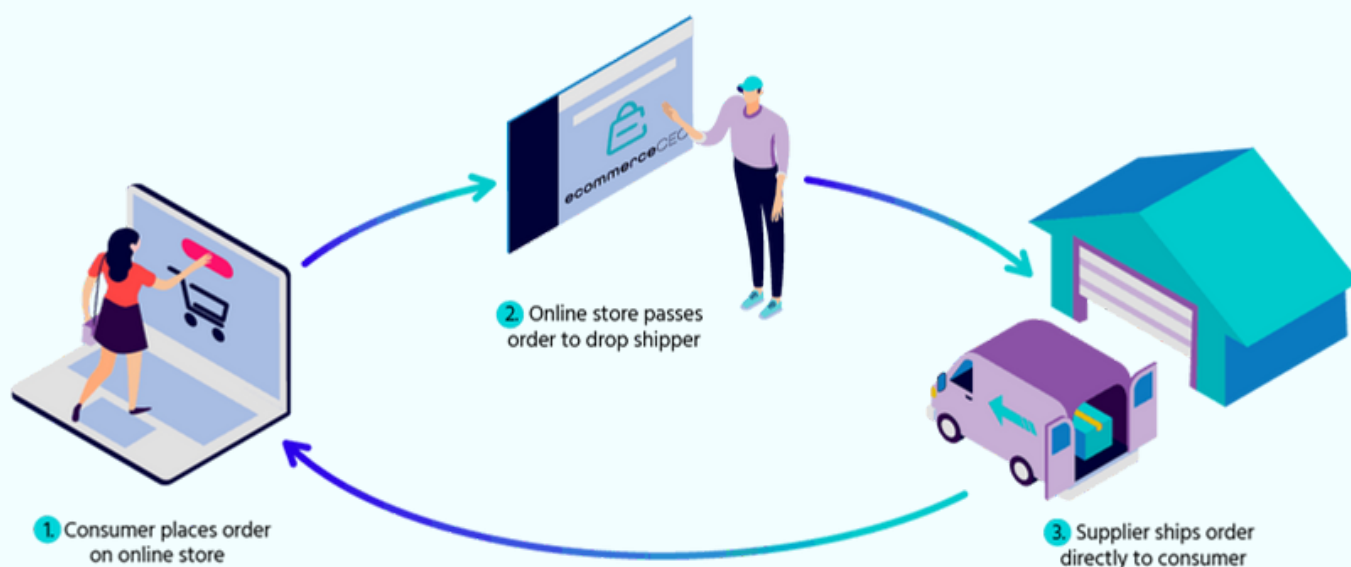 ecommerceCEO
2. Online store passes
order to drop shipper
1. Consumer places order
on online store
3. Supplier ships order
directly to consumer